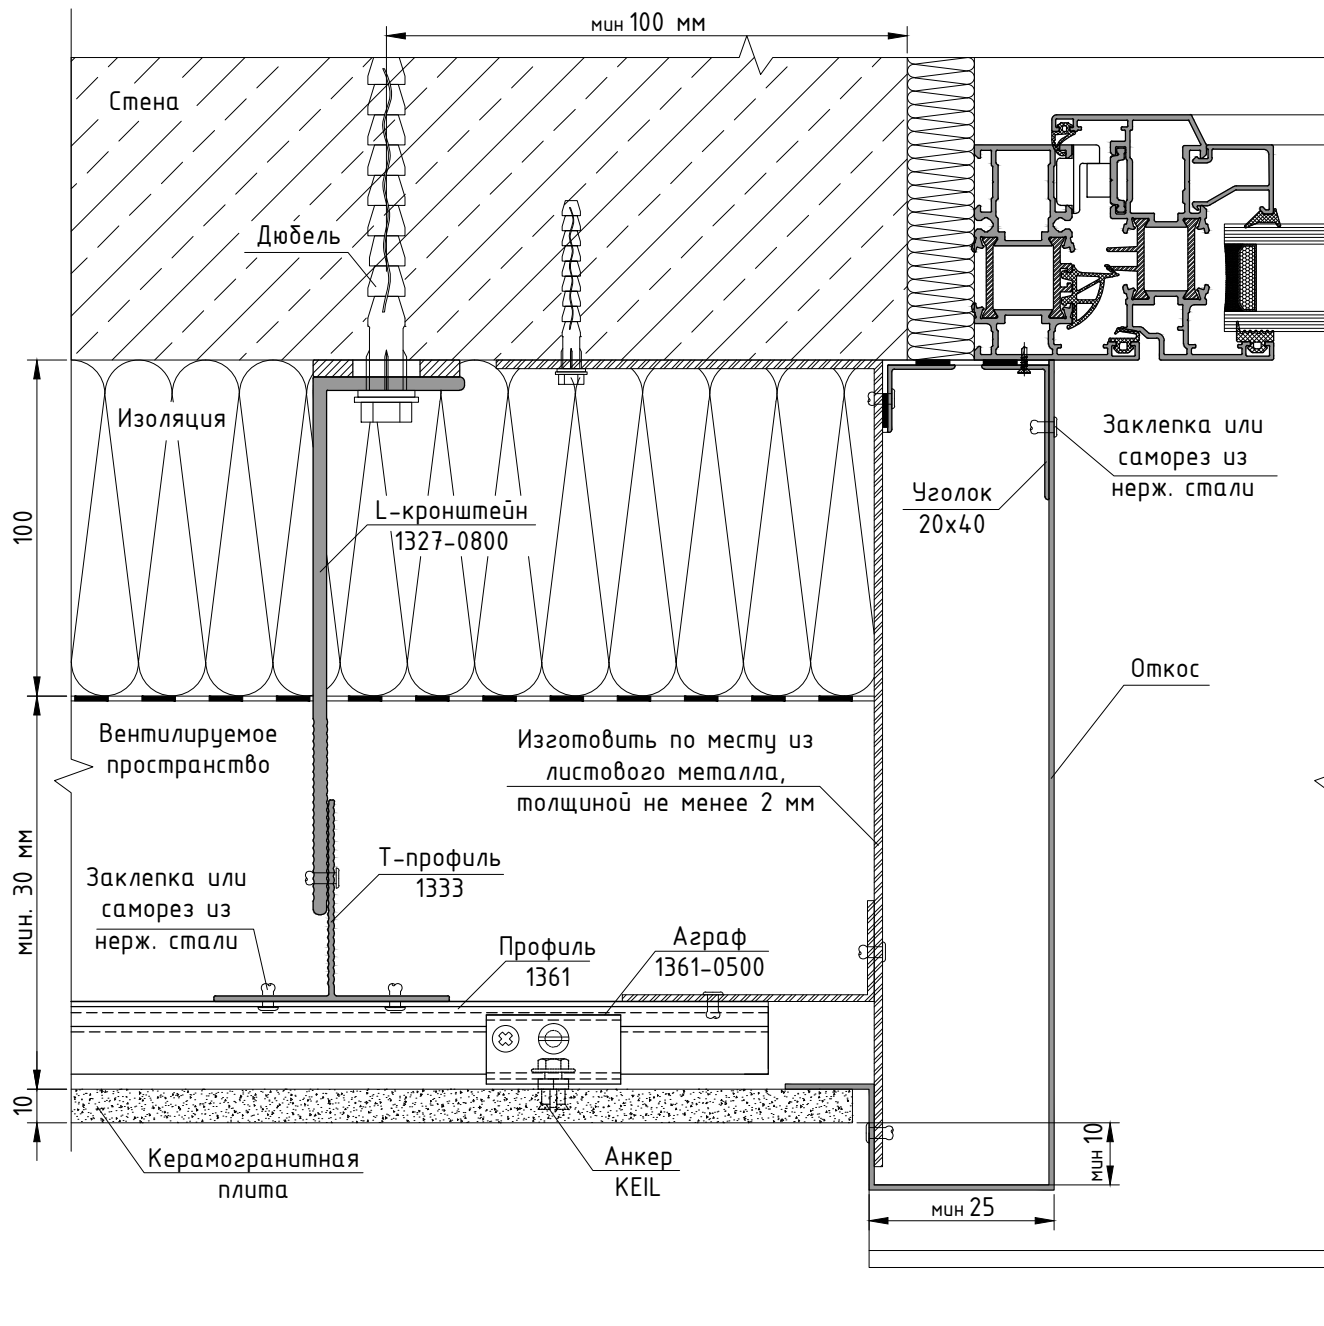 мин 100 мм
Стена
Дюбель
Изоляция
100
L-кронштейн
1327-0800
Заклепка или
саморез из
нерж. стали
Уголок
20х40
Откос
Вентилируемое
пространство
Изготовить по месту из
листового металла,
толщиной не менее 2 мм
мин. 30 мм
Т-профиль
1333
Заклепка или
саморез из
нерж. стали
Профиль
1361
Аграф
1361-0500
10
Керамогранитная
плита
Анкер
KEIL
мин 10
мин 25